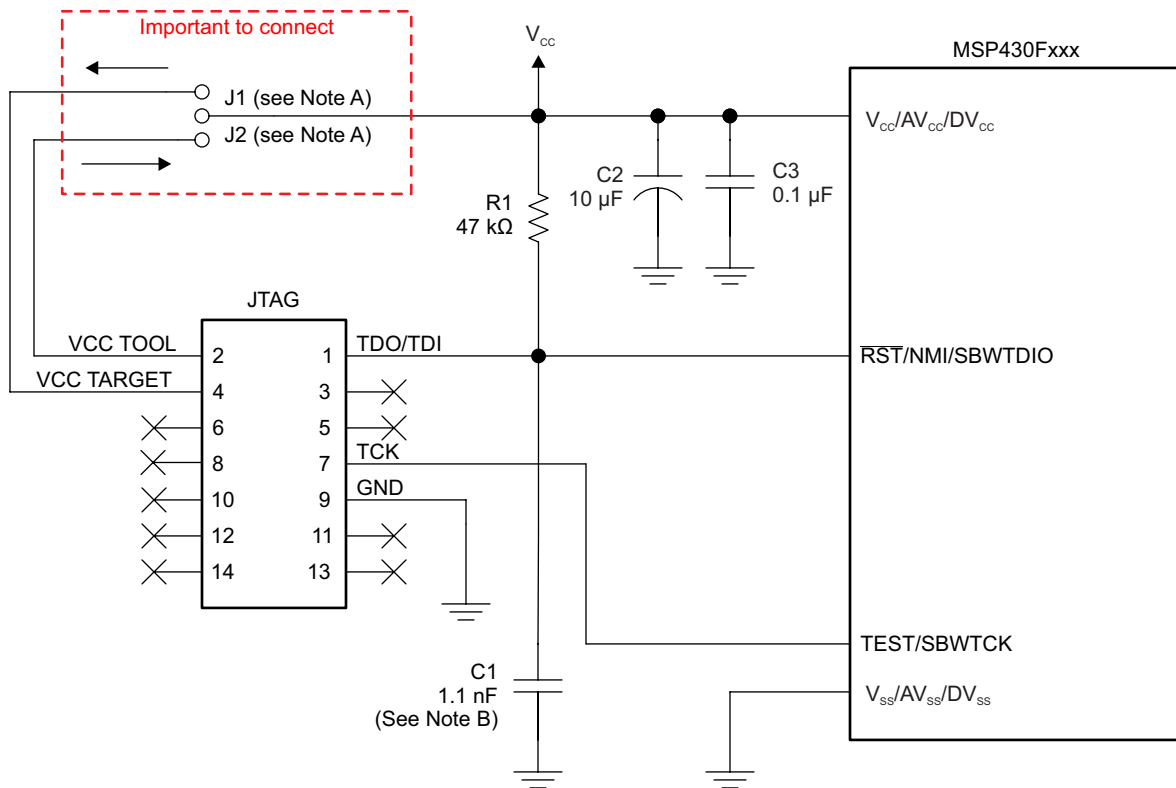 Important to connect
VCC
MSP430Fxxx
J1 (see Note A)
J2 (see Note A)
VCC/AVCC/DVCC
C2
10 µF
C3
0.1 µF
R1
47 kΩ
JTAG
VCC TOOL
2
1
TDO/TDI
RST/NMI/SBWTDIO
VCC TARGET
4
3
6
5
8
7
TCK
10
9
GND
12
11
14
13
TEST/SBWTCK
C1
1.1 nF
(See Note B)
VSS/AVSS/DVSS